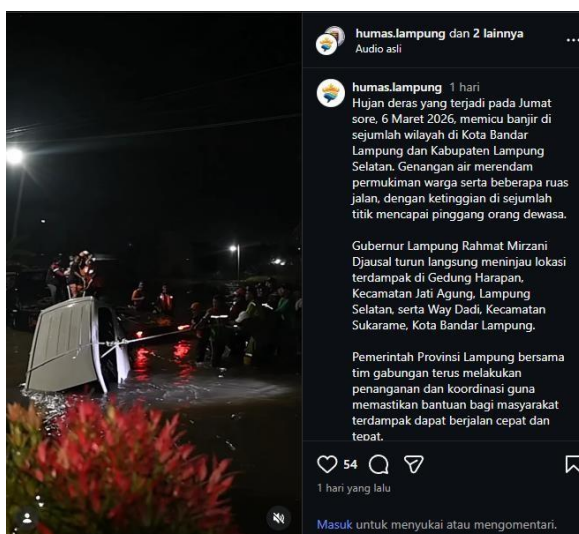 humas.lampung dan 2 lainnya
Audio asli
humas.lampung 1 hari
Hujan deras yang terjadi pada Jumat
sore, 6 Maret 2026, memicu banjir di
sejumlah wilayah di Kota Bandar
Lampung dan Kabupaten Lampung
Selatan. Genangan air merendam
permukiman warga serta beberapa ruas
jalan, dengan ketinggian di sejumlah
titik mencapai pinggang orang dewasa.
Gubernur Lampung Rahmat Mirzani
Djausal turun langsung meninjau lokasi
terdampak di Gedung Harapan,
Kecamatan Jati Agung, Lampung
Selatan, serta Way Dadi, Kecamatan
Sukarame, Kota Bandar Lampung.
Pemerintah Provinsi Lampung bersama
tim gabungan terus melakukan
penanganan dan koordinasi guna
memastikan bantuan bagi masyarakat
terdampak dapat berjalan cepat dan
tepat.
54
1 hari yang lalu
Masuk untuk menyukai atau mengomentari.